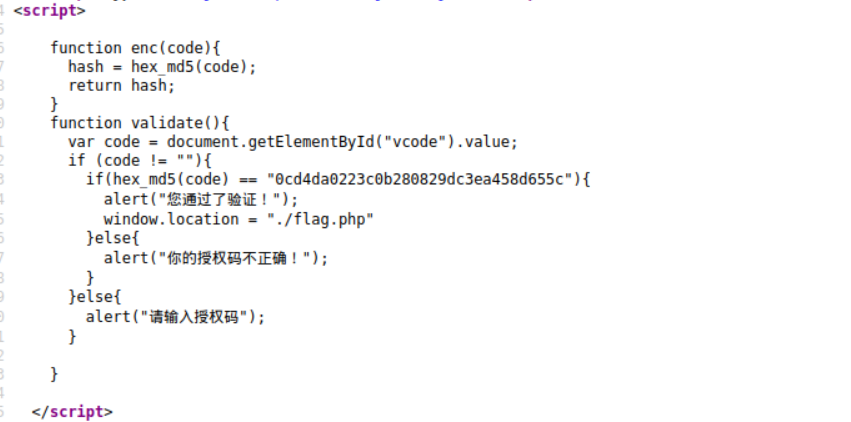 <script>
function enc(code){
hash = hex_md5(code);
return hash;
}
function validate(){
var code = document.getElementById("vcode").value;
if (code != ""){
if(hex_md5(code) == "0cd4da0223c0b280829dc3ea458d655c"){
alert("您通过了验证！");
window.location = "./flag.php"
}else{
alert("你的授权码不正确！");
}
}else{
alert("请输入授权码");
}
}
</script>